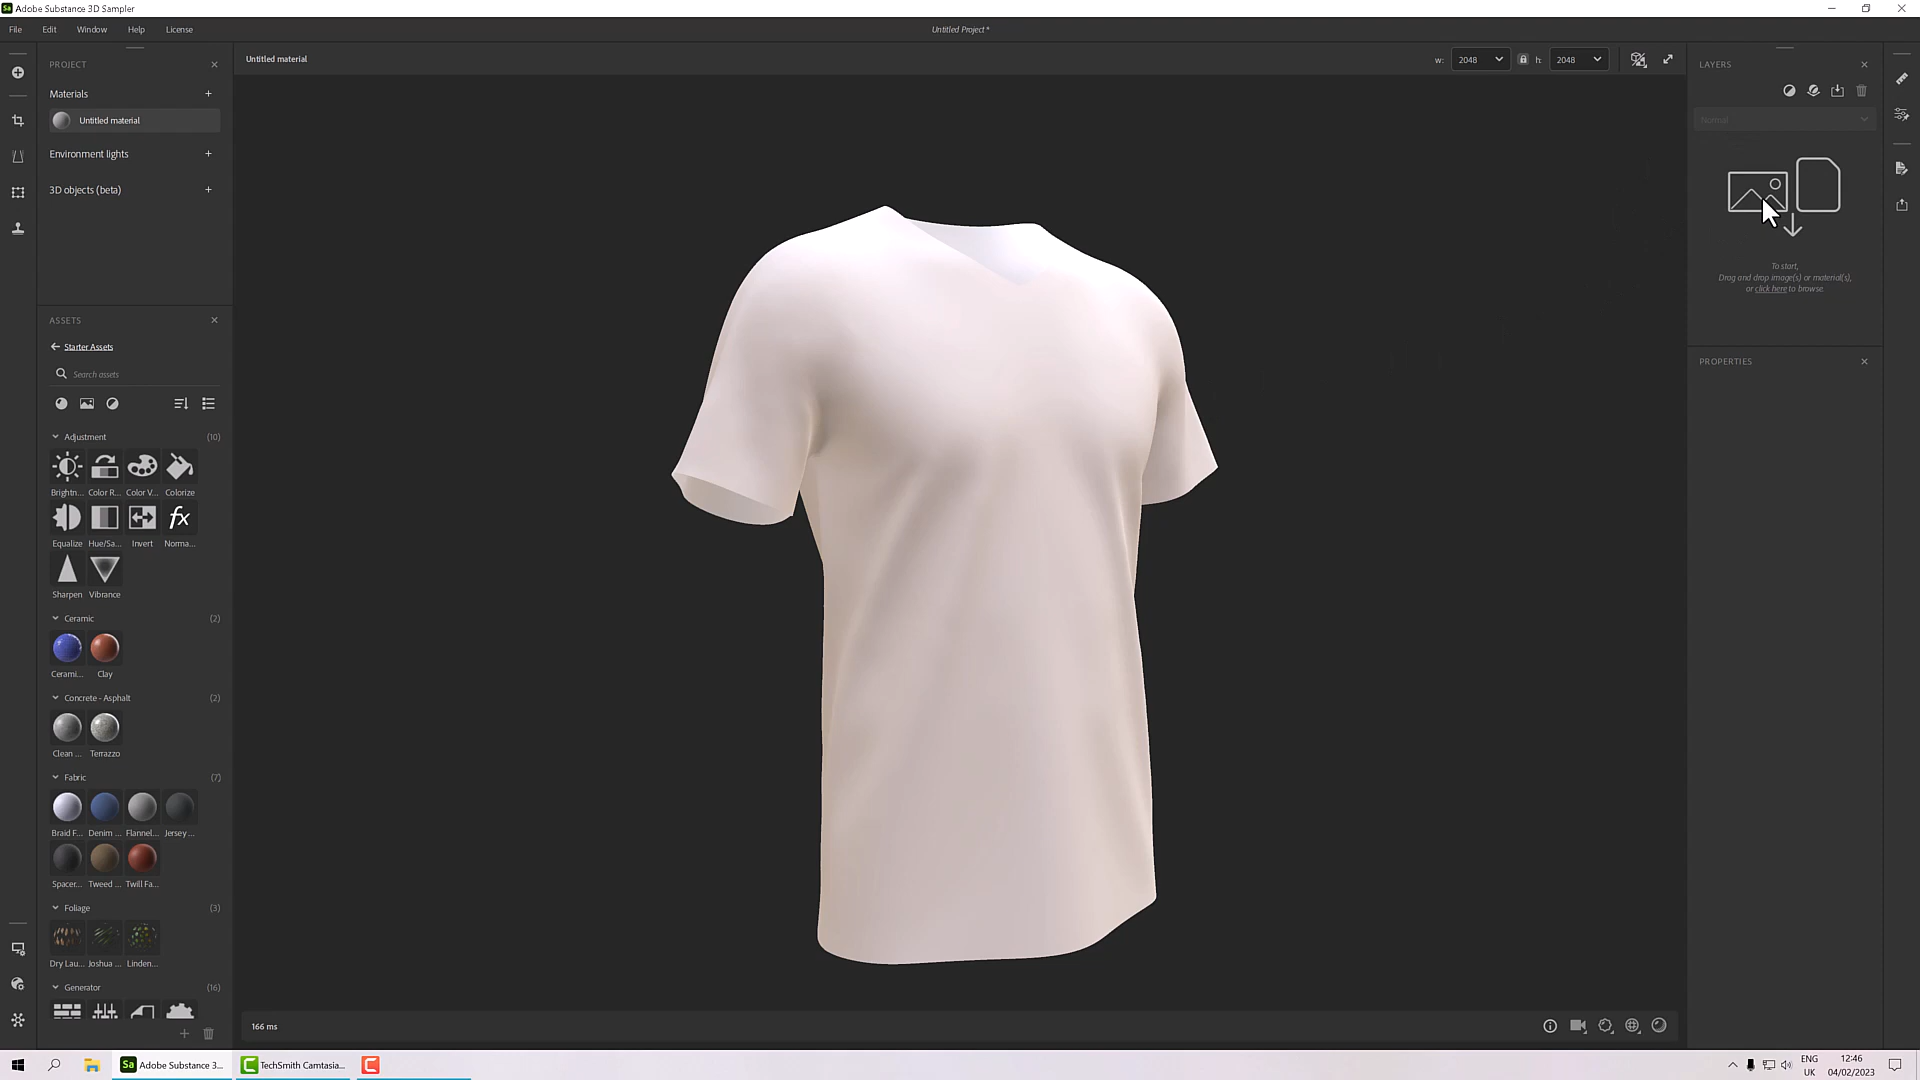 Sa Adobe Substance 3D Sampler
File Edit Window Help License
Untitled Project *
PROJECT
Materials +
Untitled material
Environment lights +
3D objects (beta) +
ASSETS
Starter Assets
Search assets
Adjustment (10)
Brightn... Color R... Color V... Colorize
fx
Equalize Hue/Sa... Invert Norma...
Sharpen Vibrance
Ceramic (2)
Cerami... Clay
Concrete - Asphalt (2)
Clean ... Terrazzo
Fabric (7)
Braid F... Denim ... Flannel... Jersey ...
Spacer... Tweed ... Twill Fa...
Foliage (3)
Dry Lau... Joshua ... Linden...
Generator (16)
Untitled material
w: 2048 h: 2048
166 ms
LAYERS
Normal
To start,
Drag and drop image(s) or material(s),
or click here to browse.
PROPERTIES
Sa Adobe Substance 3... C TechSmith Camtasia... C
ENG
UK
12:46
04/02/2023